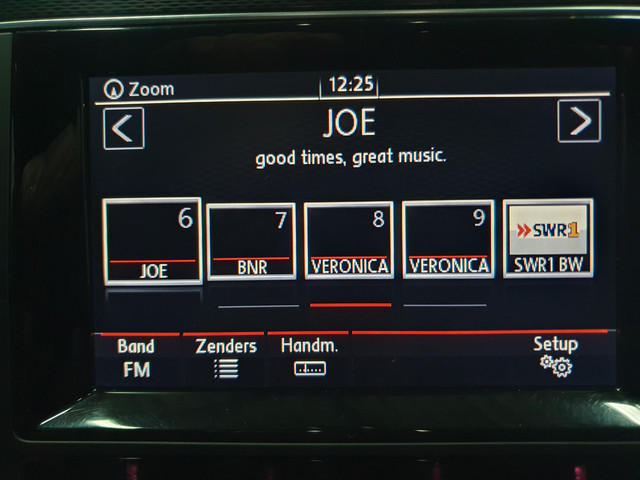 Zoom
12:25
JOE
good times, great music.
6
JOE
7
BNR
8
VERONICA
9
VERONICA
SWR1
SWR1 BW
Band
FM
Zenders
Handm.
Setup